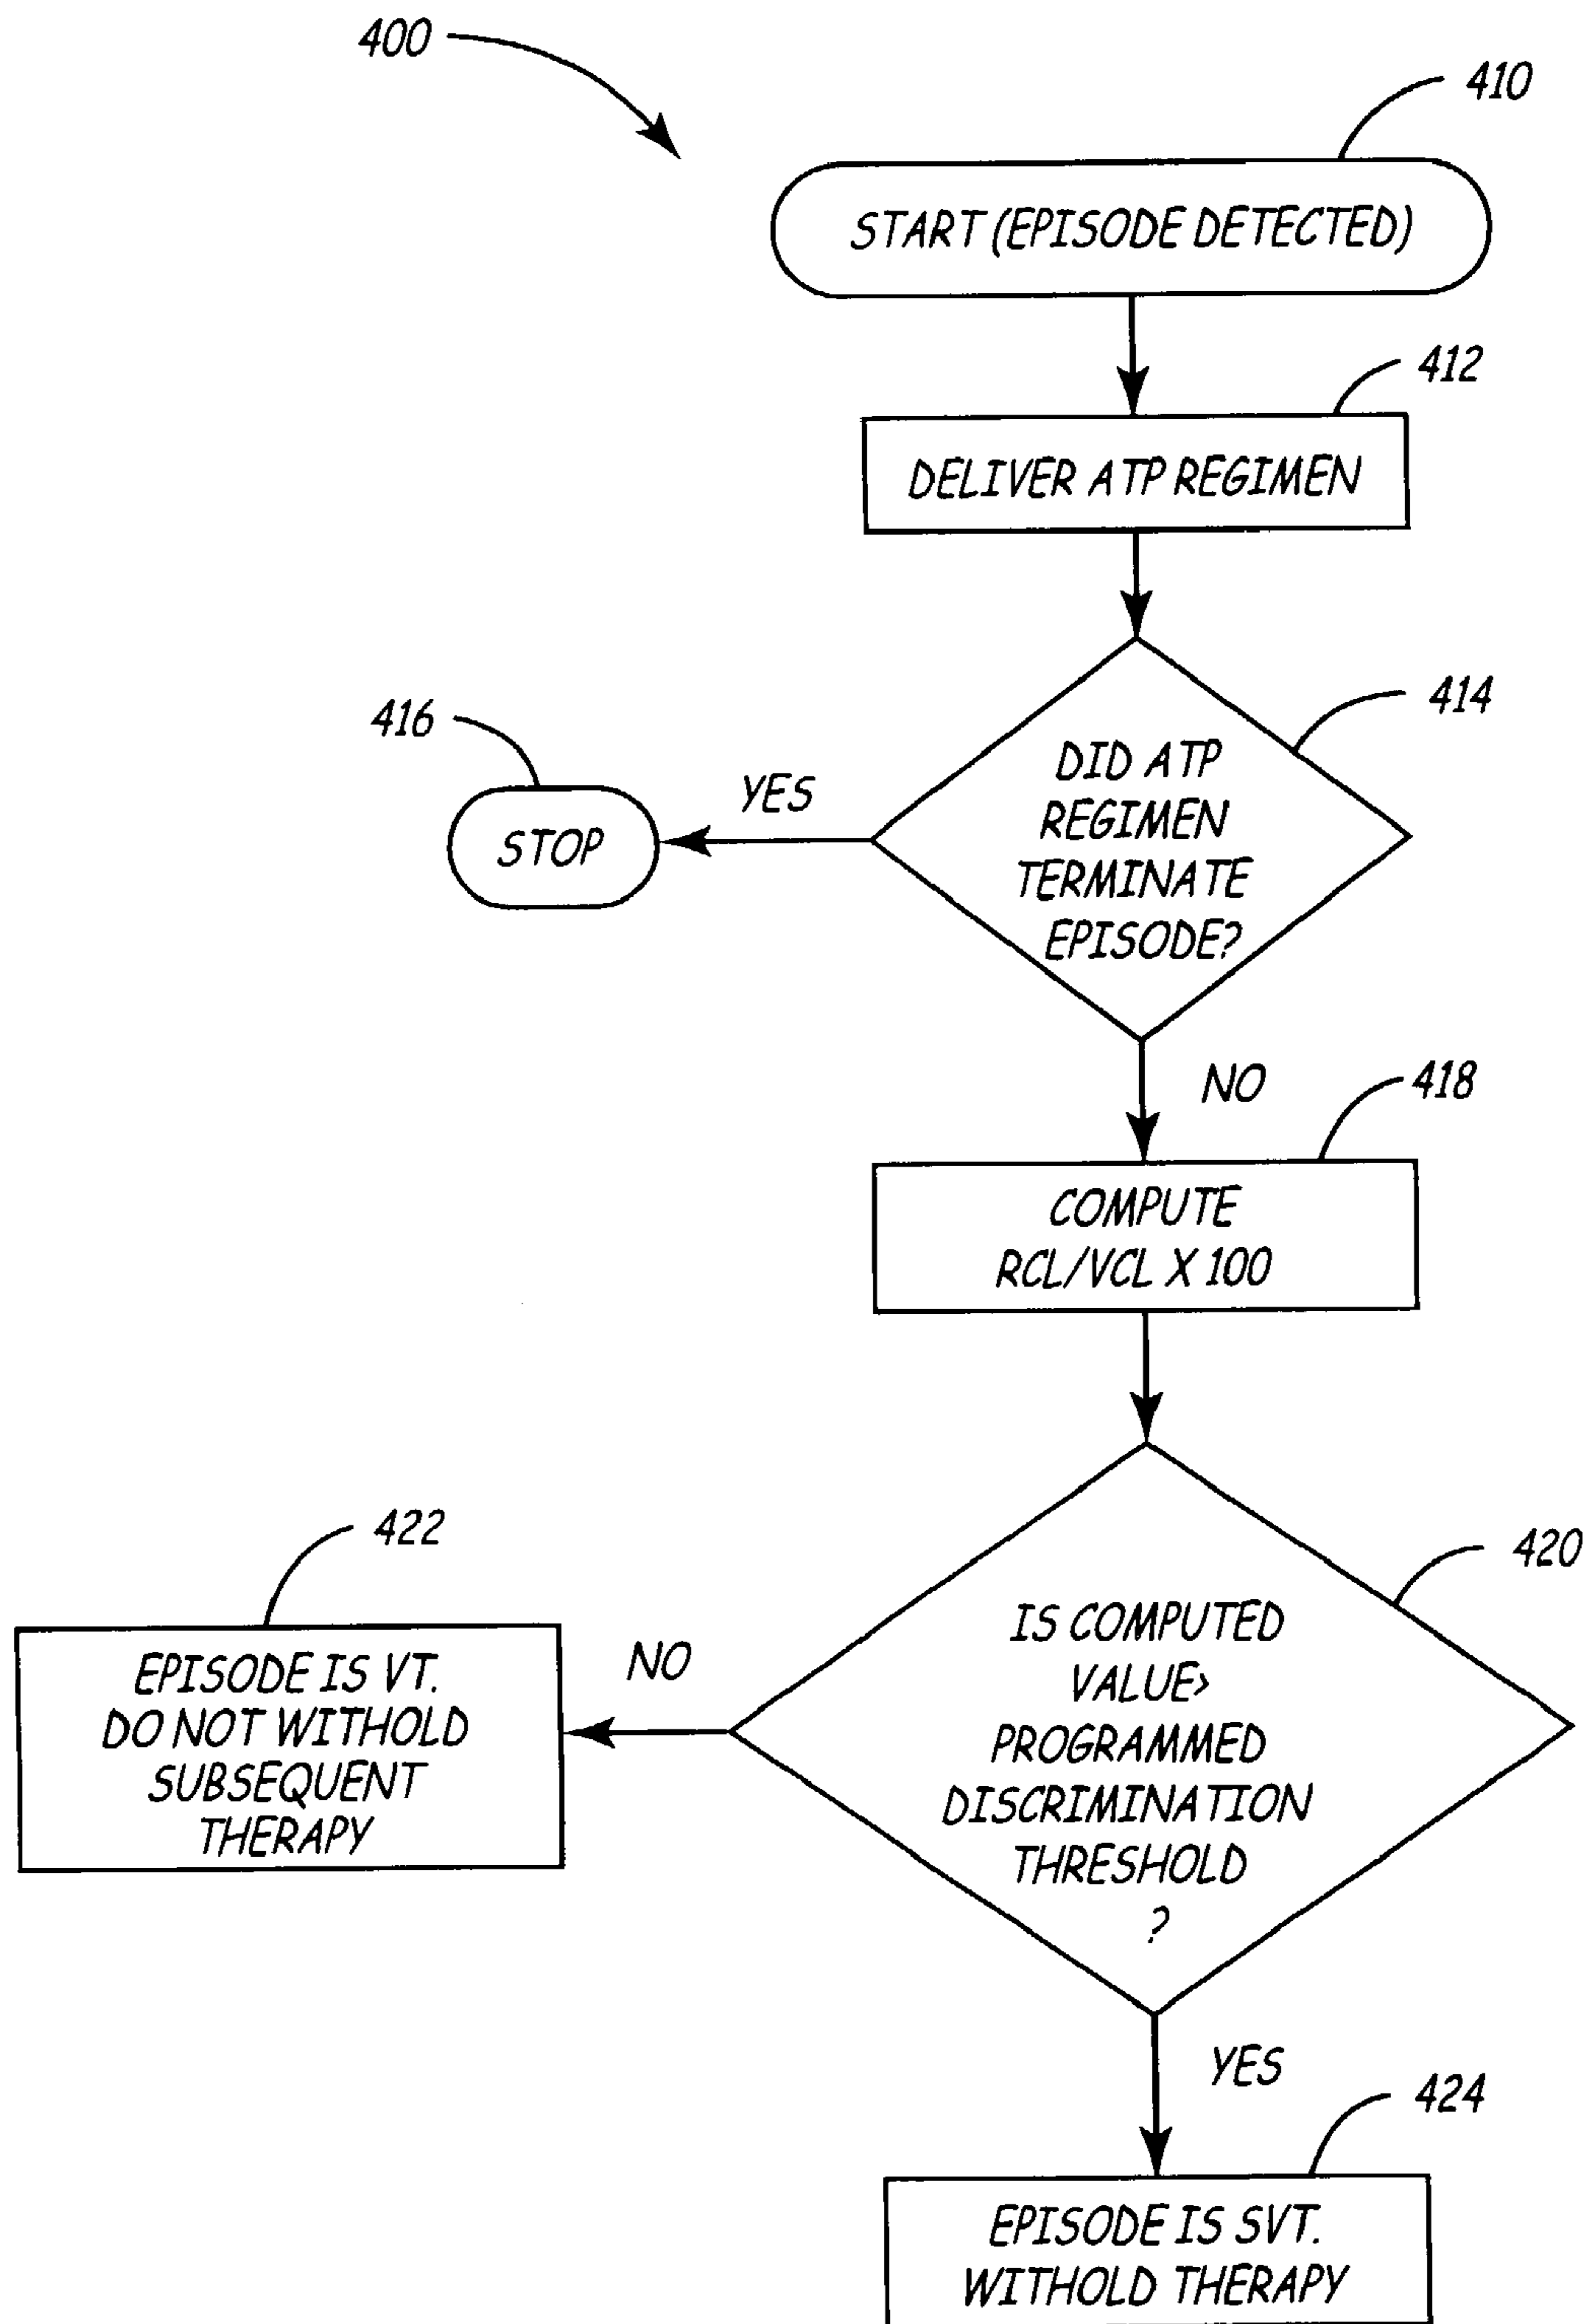 400
410
START (EPISODE DETECTED)
412
DELIVER ATP REGIMEN
414
DID ATP
REGIMEN
TERMINATE
EPISODE?
416
YES
STOP
NO
418
COMPUTE
RCL/VCL X 100
420
IS COMPUTED
VALUE>
PROGRAMMED
DISCRIMINATION
THRESHOLD
?
422
NO
EPISODE IS VT.
DO NOT WITHOLD
SUBSEQUENT
THERAPY
YES
424
EPISODE IS SVT.
WITHOLD THERAPY